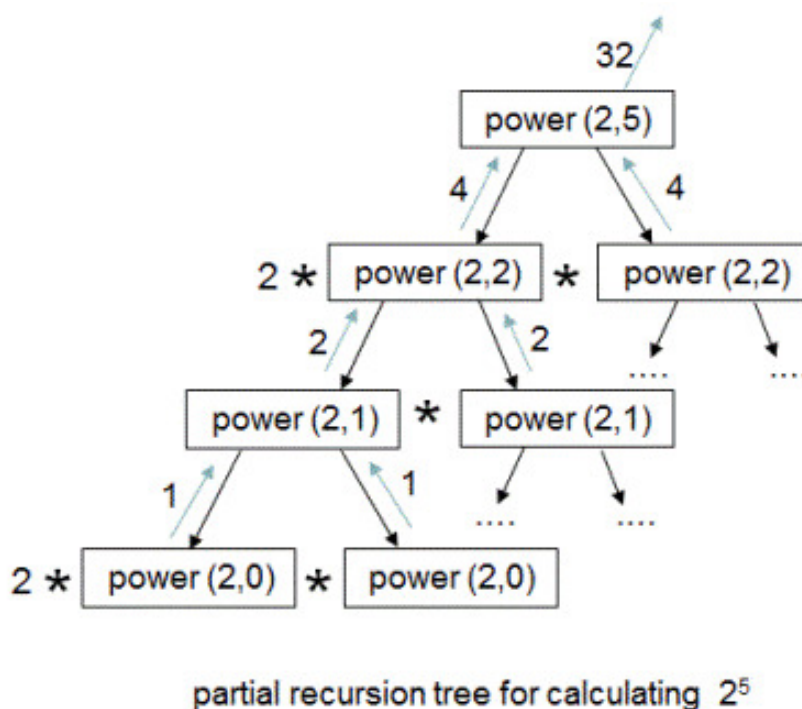 32
power (2,5)
4 4
2 * power (2,2) * power (2,2)
2 2
.... ....
power (2,1) * power (2,1)
1 1
.... ....
2 * power (2,0) * power (2,0)
partial recursion tree for calculating 2⁵